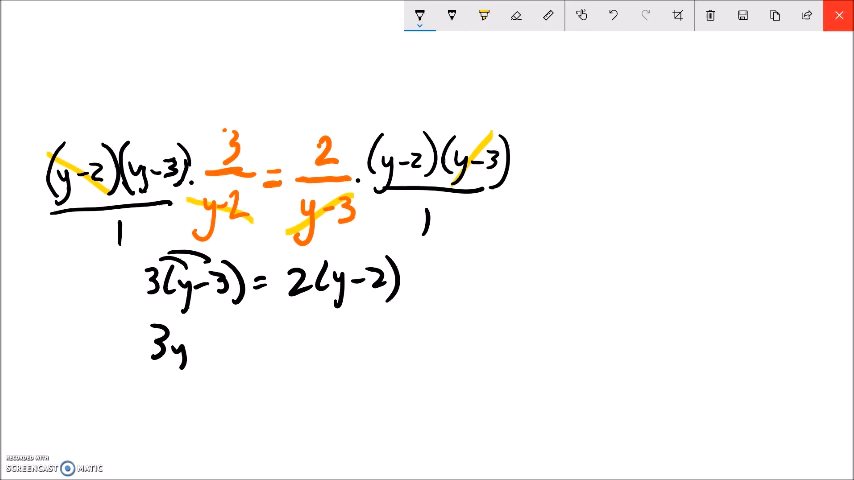 (y-2)(y-3) · 3 = 2 · (y-2)(y-3)
1 y-2 y-3 1
3(y-3) = 2(y-2)
3y
RECORDED WITH
SCREENCAST MATIC